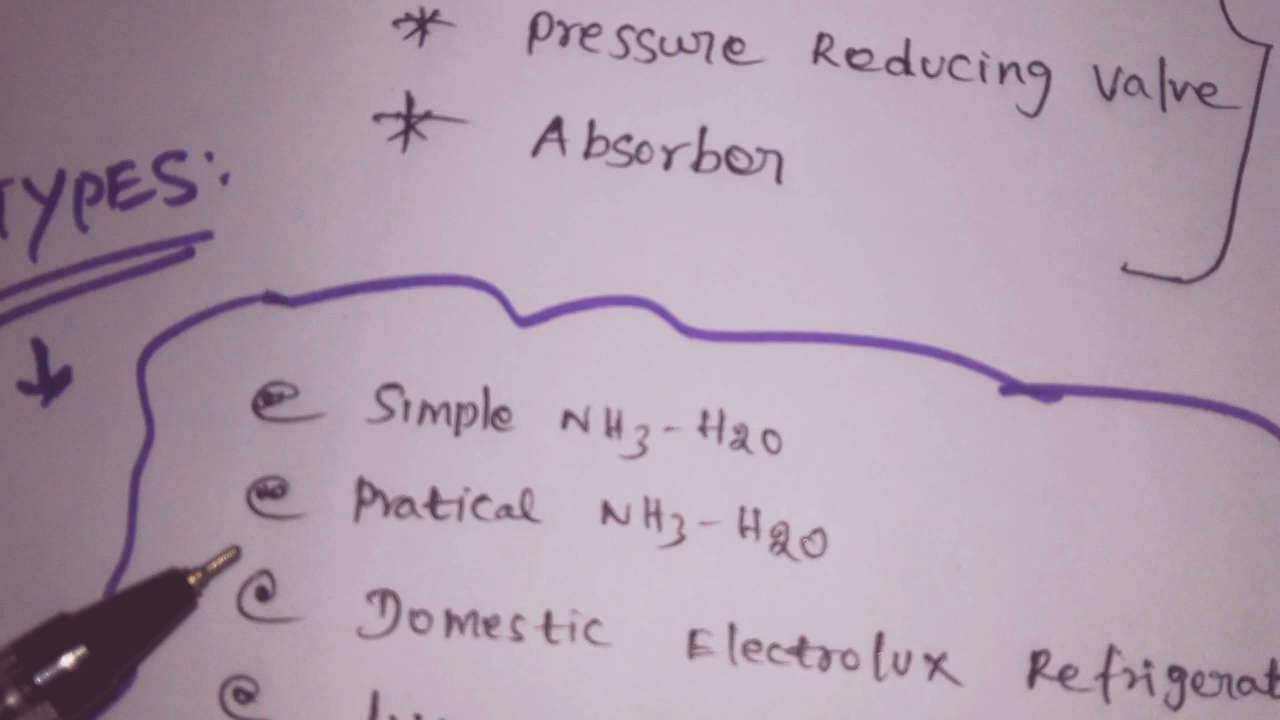 * Pressure Reducing Valve
* Absorber
TYPES:
@ Simple NH3-H2O
@ Pratical NH3-H2O
@ Domestic Electrolux Refrigerat
@